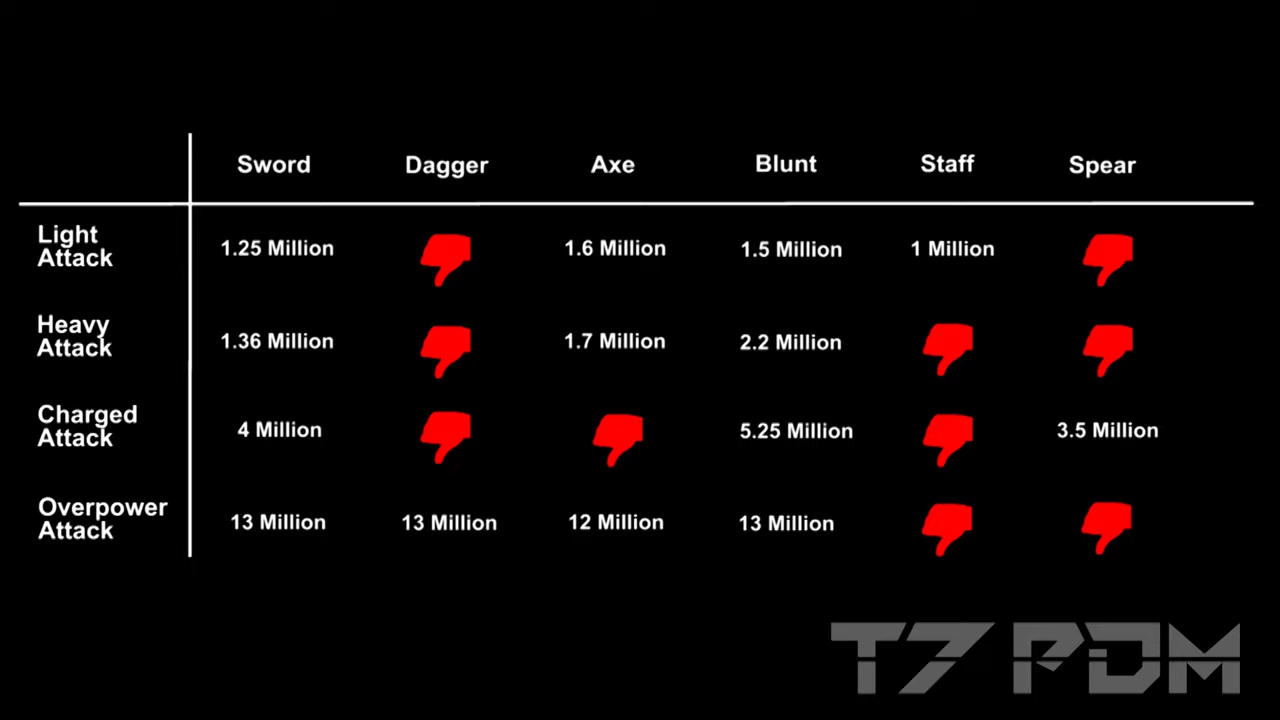 Sword Dagger Axe Blunt Staff Spear
Light
Attack
1.25 Million 1.6 Million 1.5 Million 1 Million
Heavy
Attack
1.36 Million 1.7 Million 2.2 Million
Charged
Attack
4 Million 5.25 Million 3.5 Million
Overpower
Attack
13 Million 13 Million 12 Million 13 Million
T7 PDM